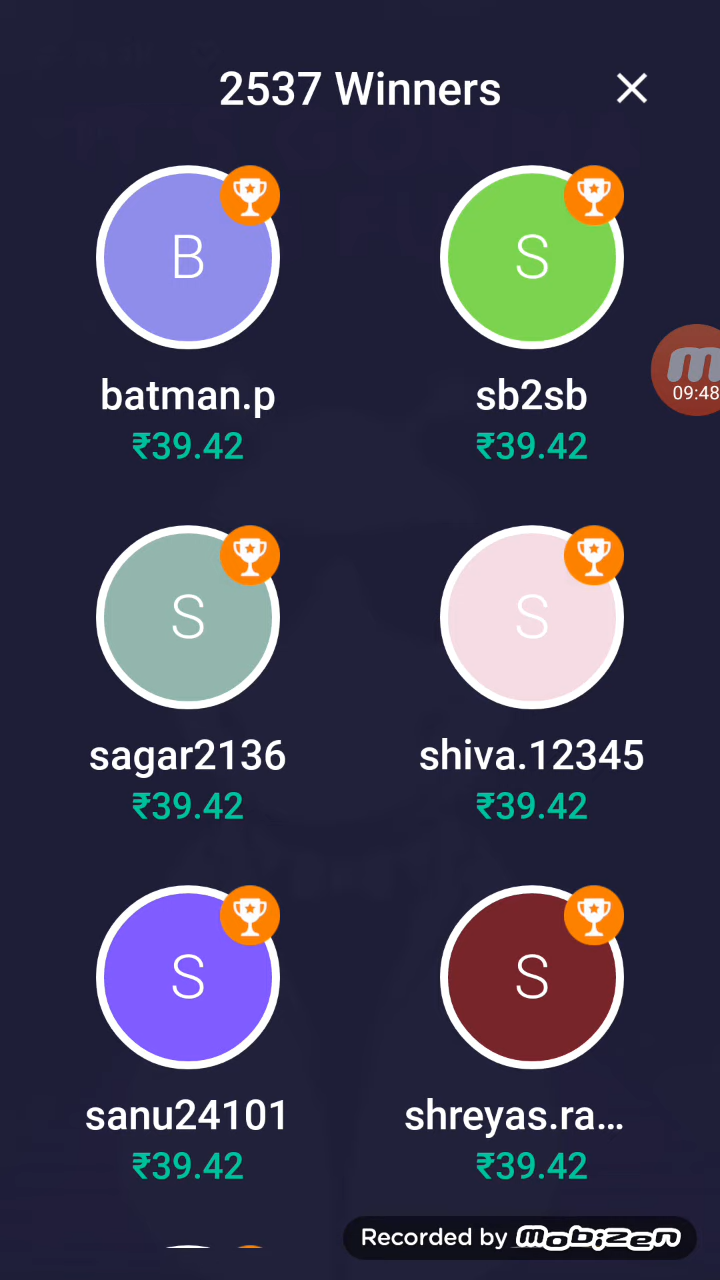 2537 Winners
B
S
batman.p
sb2sb
₹39.42
₹39.42
09:48
S
S
sagar2136
shiva.12345
₹39.42
₹39.42
S
S
sanu24101
shreyas.ra...
₹39.42
₹39.42
Recorded by mobizen